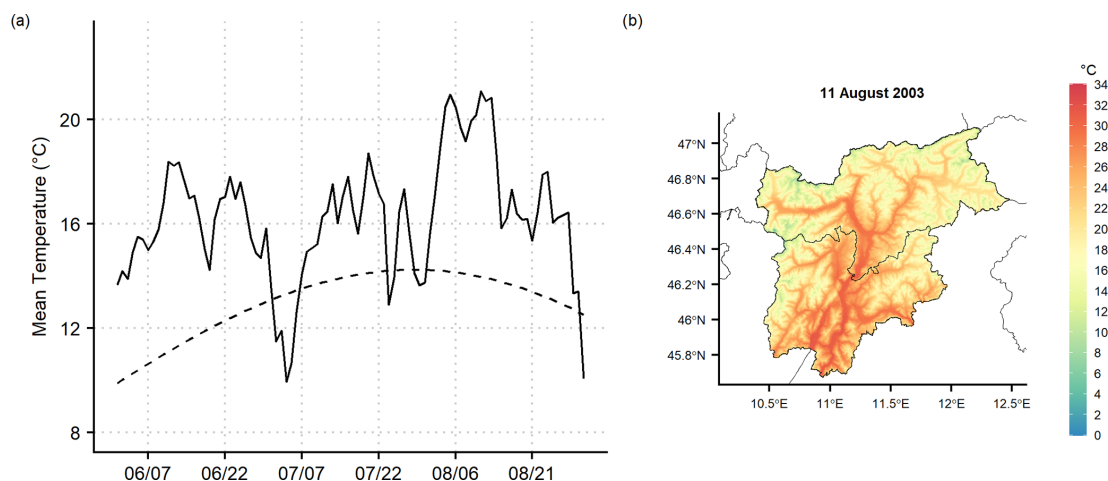 (a)
Mean Temperature (°C)
20
16
12
8
06/07 06/22 07/07 07/22 08/06 08/21
(b)
11 August 2003
47°N
46.8°N
46.6°N
46.4°N
46.2°N
46°N
45.8°N
10.5°E 11°E 11.5°E 12°E 12.5°E
°C
34
32
30
28
26
24
22
20
18
16
14
12
10
8
6
4
2
0